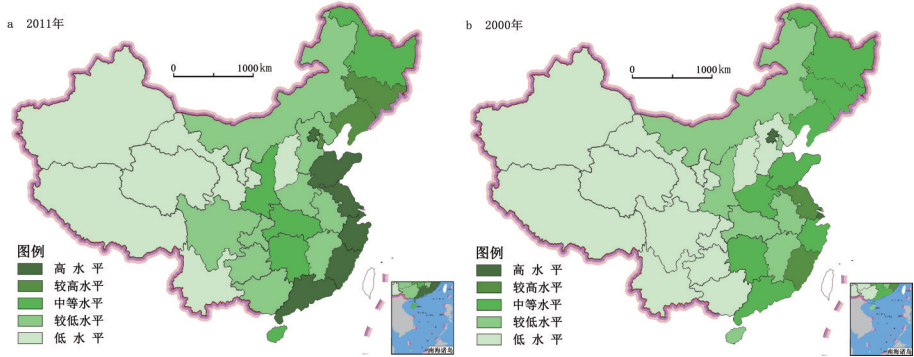 a 2011年
0 1000 km
图例
高 水 平
较高水平
中等水平
较低水平
低 水 平
南海诸岛
b 2000年
0 1000 km
图例
高 水 平
较高水平
中等水平
较低水平
低 水 平
南海诸岛